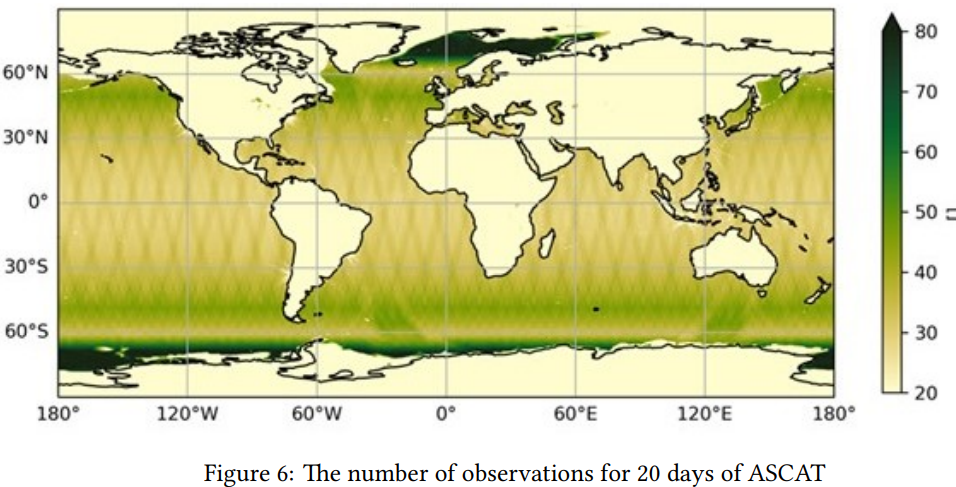 60°N
30°N
0°
30°S
60°S
180°
120°W
60°W
0°
60°E
120°E
180°
80
70
60
50
40
30
20
Figure 6: The number of observations for 20 days of ASCAT